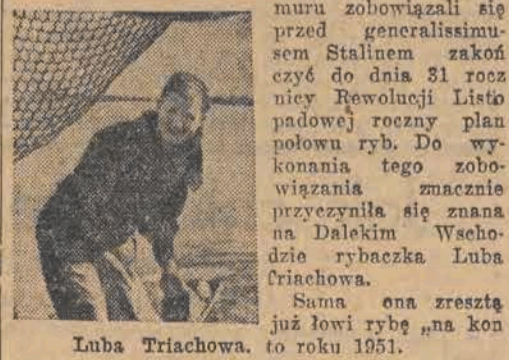 muru zobowiązali się
przed generalissimu-
sem Stalinem zakoń
czyć do dnia 31 rocz
nicy Rewolucji Listo
padowej roczny plan
połowu ryb. Do wy-
konania tego zobo-
wiązania zmacznie
przyczyniła się znana
na Dalekim Wscho-
dzie rybaczka Luba
Criachowa.
Sama ona zresztą
już łowi rybę „na kon
to roku 1951.
Luba Triachowa.